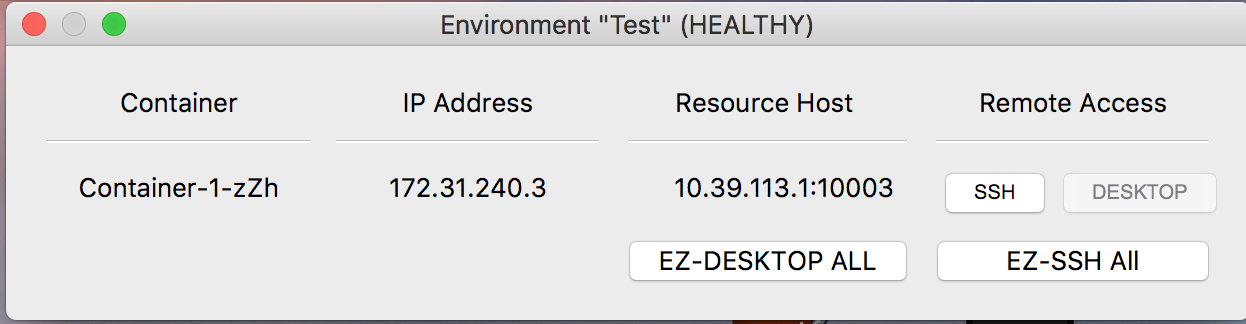 Environment "Test" (HEALTHY)
Container IP Address Resource Host Remote Access
Container-1-zZh 172.31.240.3 10.39.113.1:10003 SSH DESKTOP
EZ-DESKTOP ALL EZ-SSH All